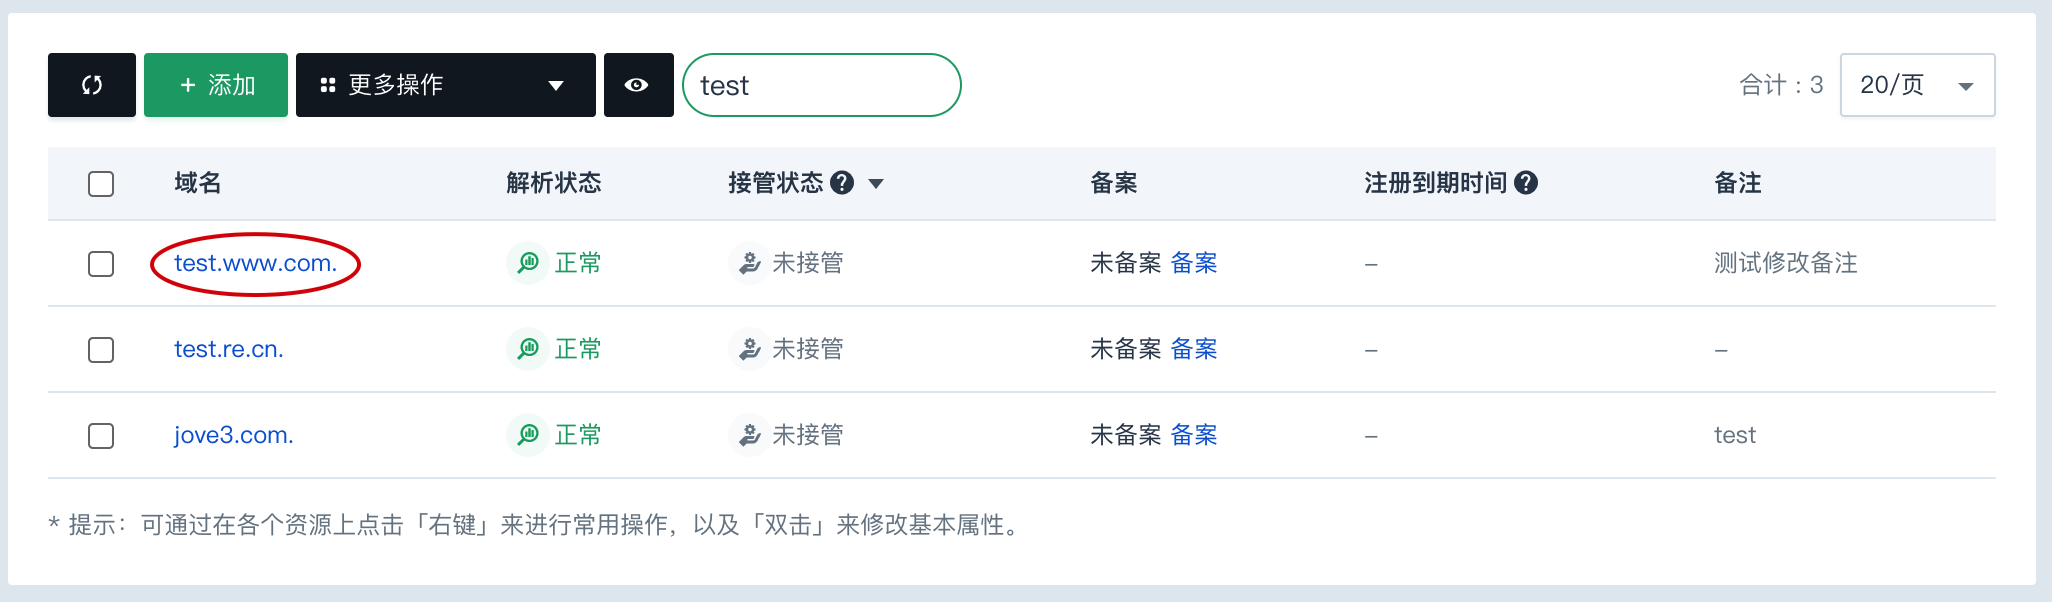 + 添加 更多操作 test 合计：3 20/页
域名 解析状态 接管状态 备案 注册到期时间 备注
test.www.com. 正常 未接管 未备案 备案 – 测试修改备注
test.re.cn. 正常 未接管 未备案 备案 – –
jove3.com. 正常 未接管 未备案 备案 – test
* 提示：可通过在各个资源上点击「右键」来进行常用操作，以及「双击」来修改基本属性。